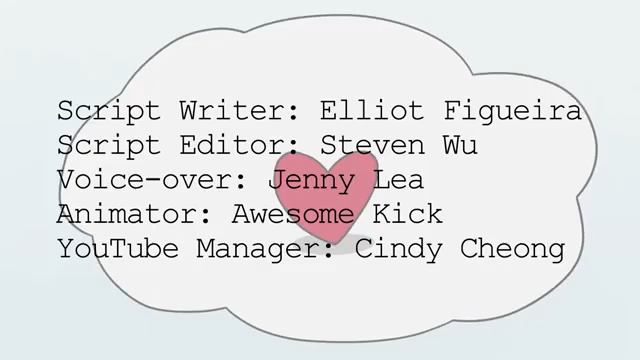 Script Writer: Elliot Figueira
Script Editor: Steven Wu
Voice-over: Jenny Lea
Animator: Awesome Kick
YouTube Manager: Cindy Cheong